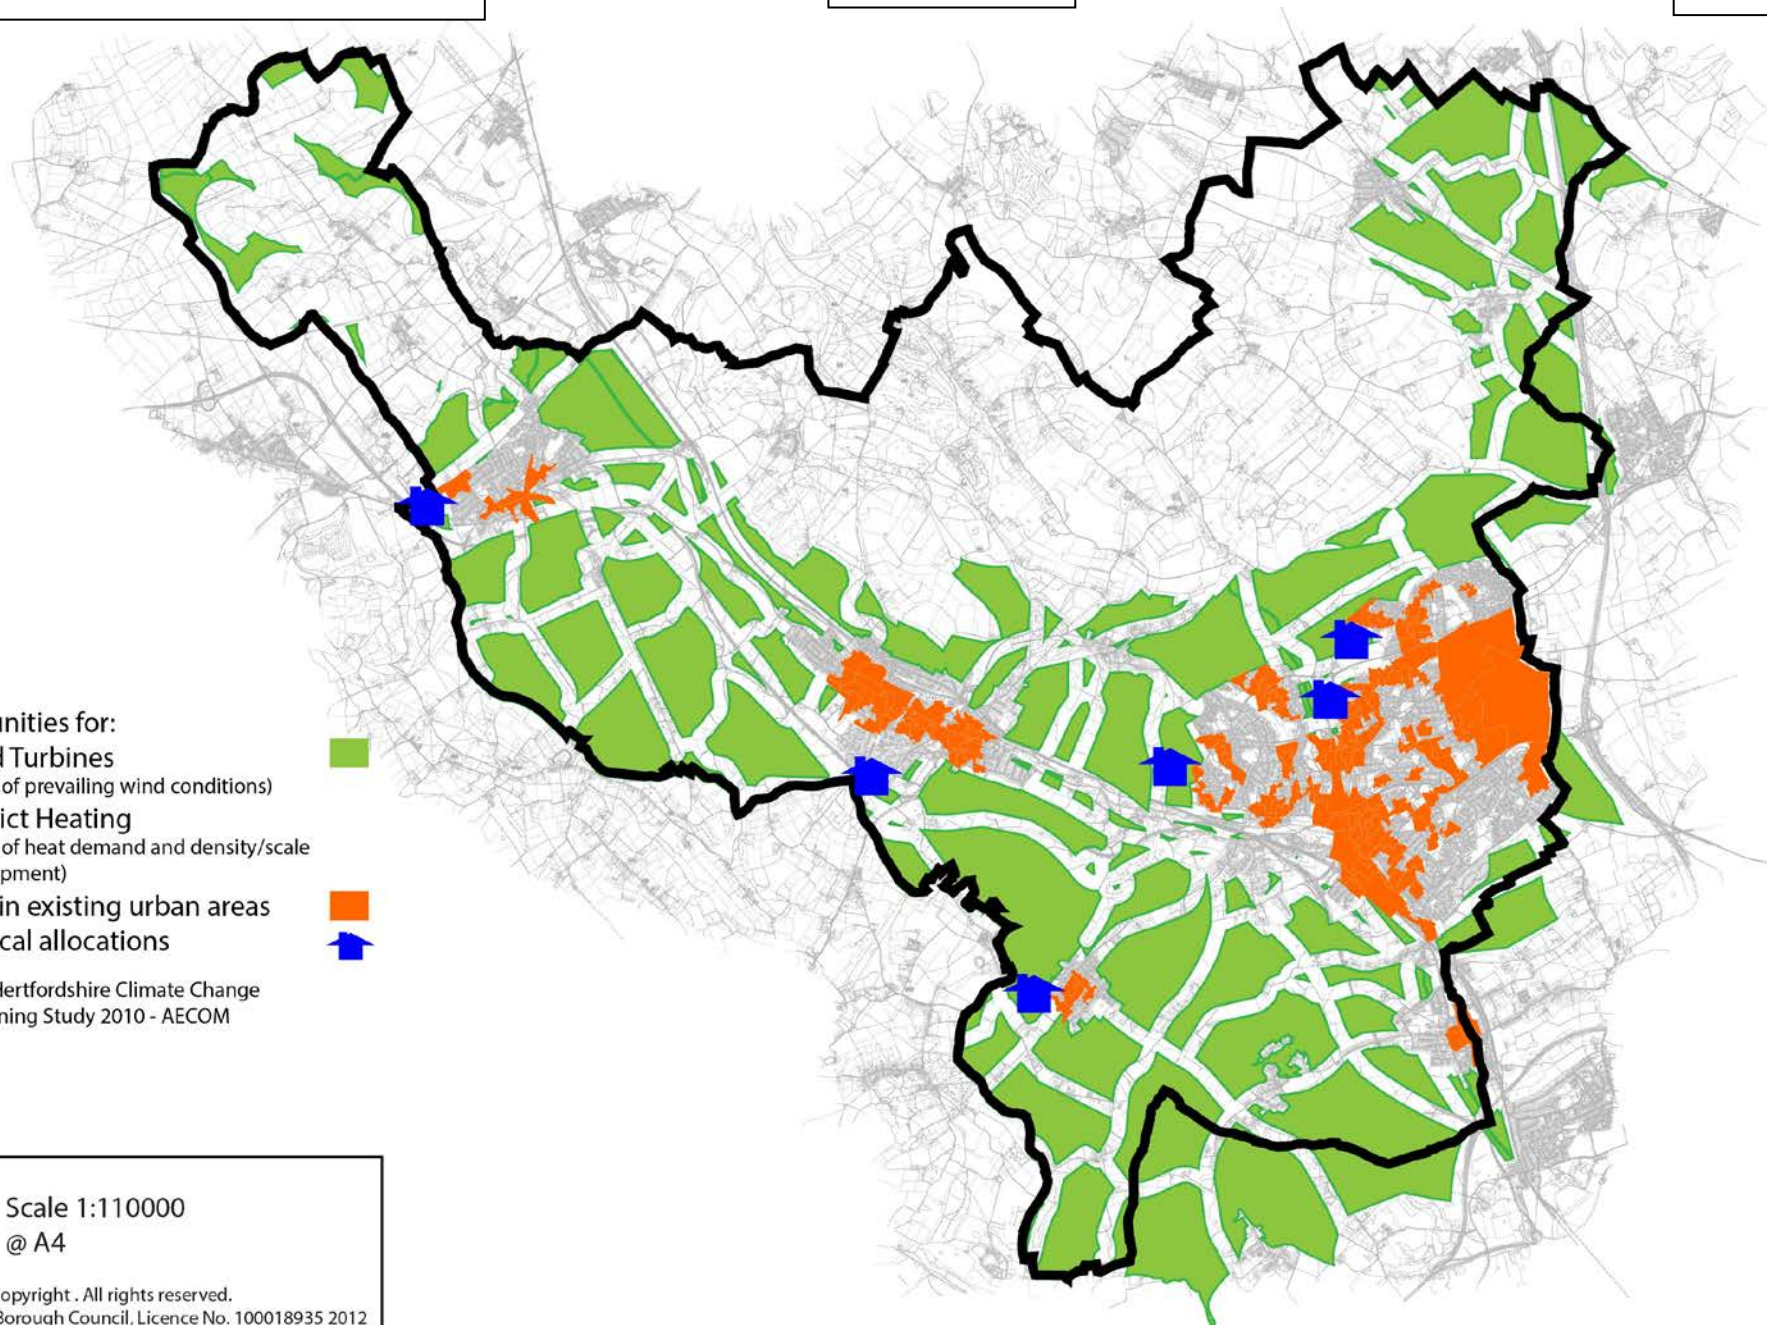 unities for:
d Turbines
of prevailing wind conditions)
ict Heating
of heat demand and density/scale
pment)
in existing urban areas
cal allocations
Hertfordshire Climate Change
ning Study 2010 - AECOM
Scale 1:110000
@ A4
opyright . All rights reserved.
Borough Council, Licence No. 100018935 2012